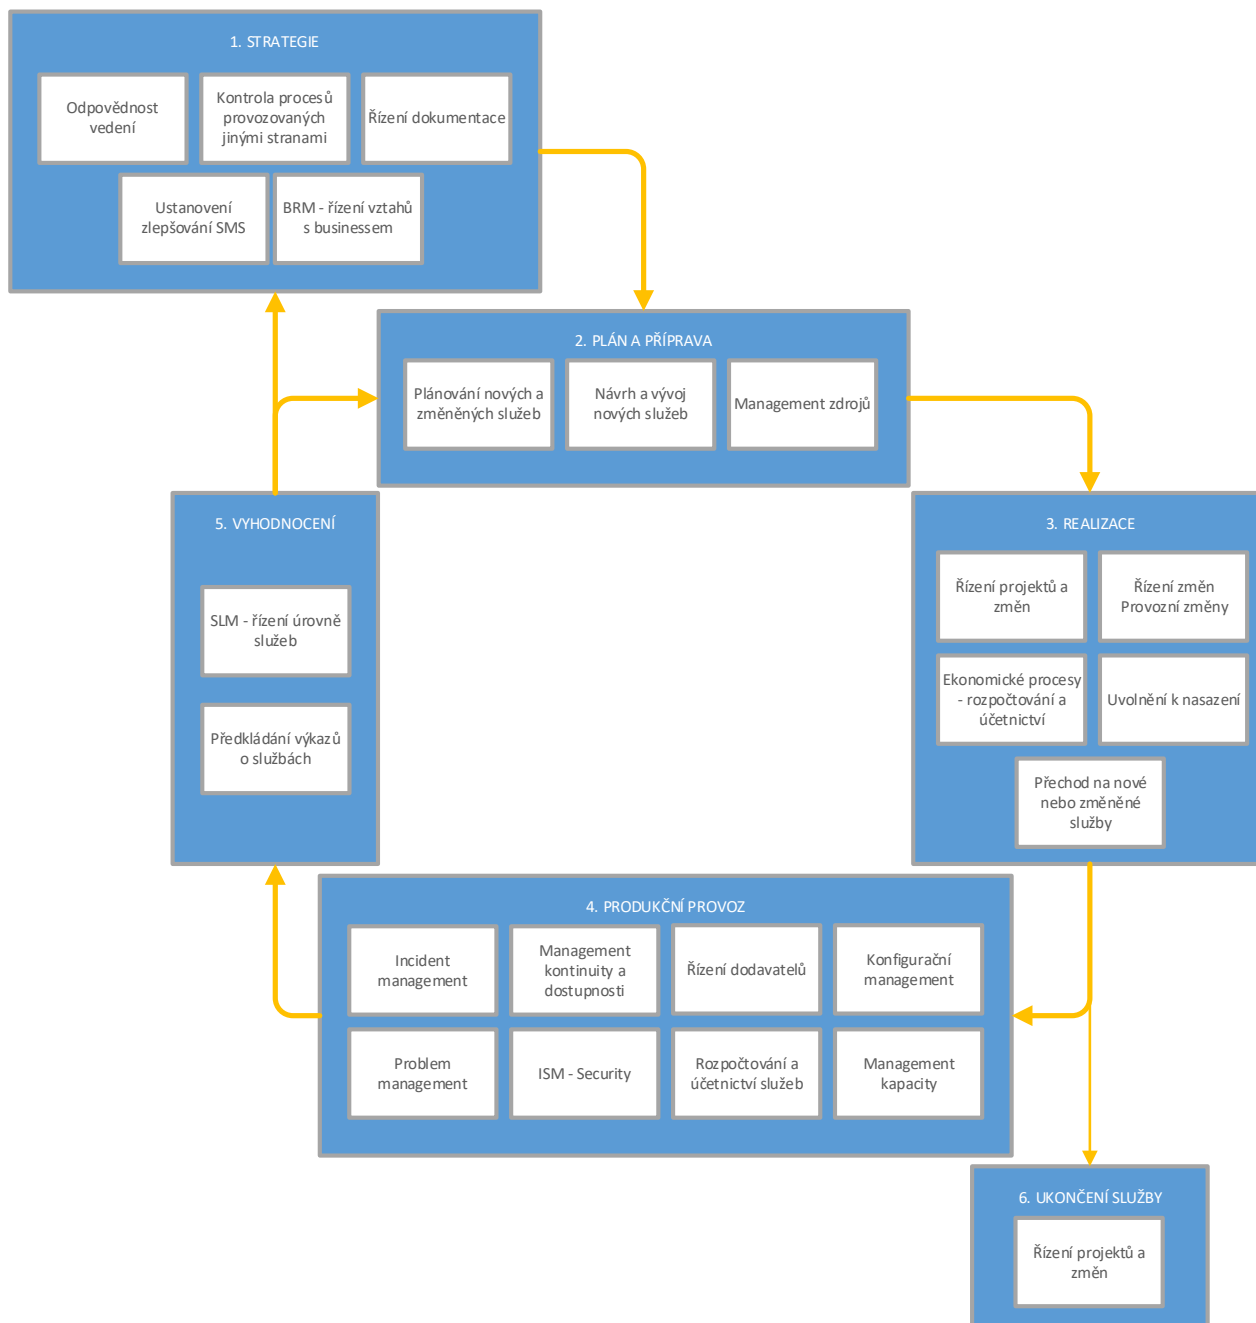 1. STRATEGIE
Odpovědnost
vedení
Kontrola procesů
provozovaných
jinými stranami
Řízení dokumentace
Ustanovení
zlepšování SMS
BRM - řízení vztahů
s businessem
2. PLÁN A PŘÍPRAVA
Plánování nových a
změněných služeb
Návrh a vývoj
nových služeb
Management zdrojů
3. REALIZACE
Řízení projektů a
změn
Řízení změn
Provozní změny
Ekonomické procesy
- rozpočtování a
účetnictví
Uvolnění k nasazení
Přechod na nové
nebo změněné
služby
4. PRODUKČNÍ PROVOZ
Incident
management
Management
kontinuity a
dostupnosti
Řízení dodavatelů
Konfigurační
management
Problem
management
ISM - Security
Rozpočtování a
účetnictví služeb
Management
kapacity
5. VYHODNOCENÍ
SLM - řízení úrovně
služeb
Předkládání výkazů
o službách
6. UKONČENÍ SLUŽBY
Řízení projektů a
změn